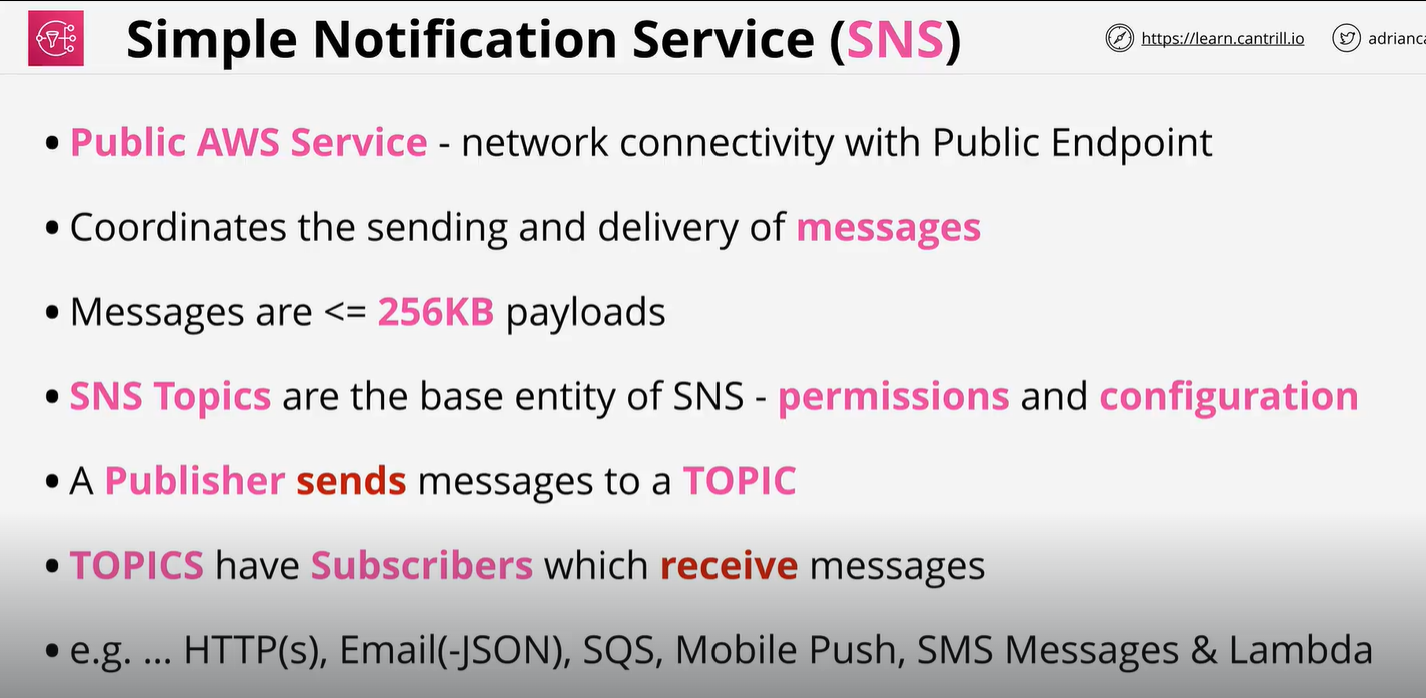 Simple Notification Service (SNS)
https://learn.cantrill.io
• Public AWS Service - network connectivity with Public Endpoint
• Coordinates the sending and delivery of messages
• Messages are <= 256KB payloads
• SNS Topics are the base entity of SNS - permissions and configuration
• A Publisher sends messages to a TOPIC
• TOPICS have Subscribers which receive messages
• e.g. ... HTTP(s), Email(-JSON), SQS, Mobile Push, SMS Messages & Lambda